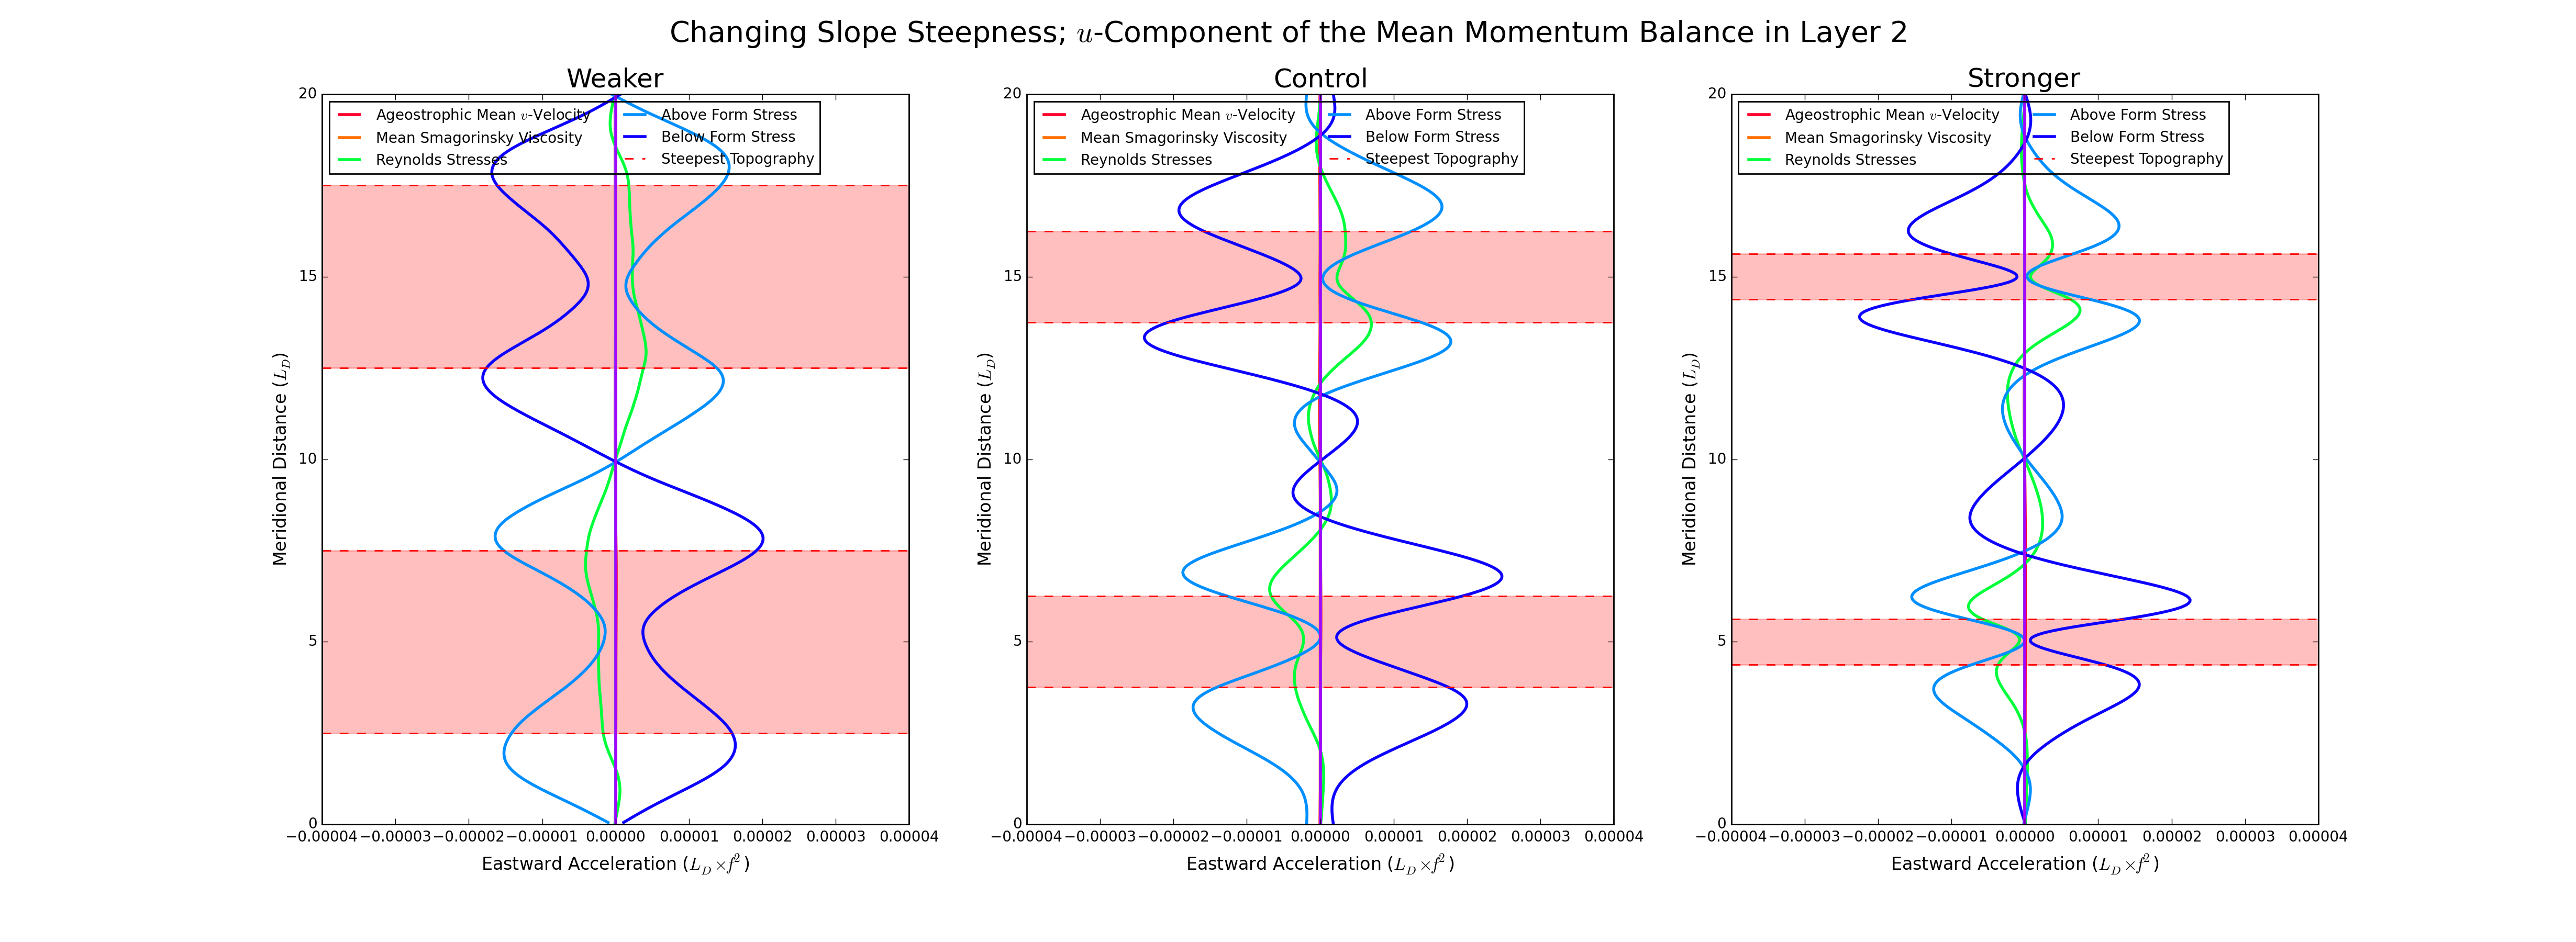 Changing Slope Steepness; u-Component of the Mean Momentum Balance in Layer 2
Weaker
Ageostrophic Mean v-Velocity
Mean Smagorinsky Viscosity
Reynolds Stresses
Above Form Stress
Below Form Stress
Steepest Topography
20
15
10
5
0
Meridional Distance (L_D)
−0.00004 −0.00003 −0.00002 −0.00001 0.00000 0.00001 0.00002 0.00003 0.00004
Eastward Acceleration (L_D × f²)
Control
Ageostrophic Mean v-Velocity
Mean Smagorinsky Viscosity
Reynolds Stresses
Above Form Stress
Below Form Stress
Steepest Topography
20
15
10
5
0
Meridional Distance (L_D)
−0.00004 −0.00003 −0.00002 −0.00001 0.00000 0.00001 0.00002 0.00003 0.00004
Eastward Acceleration (L_D × f²)
Stronger
Ageostrophic Mean v-Velocity
Mean Smagorinsky Viscosity
Reynolds Stresses
Above Form Stress
Below Form Stress
Steepest Topography
20
15
10
5
0
Meridional Distance (L_D)
−0.00004 −0.00003 −0.00002 −0.00001 0.00000 0.00001 0.00002 0.00003 0.00004
Eastward Acceleration (L_D × f²)